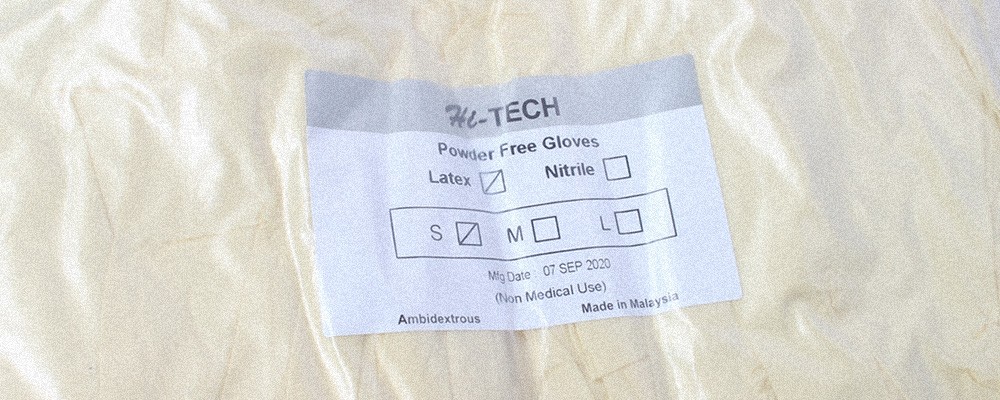 Hi-TECH
Powder Free Gloves
Latex Nitrile
S M L
Mfg Date 07 SEP 2020
(Non Medical Use)
Ambidextrous Made in Malaysia